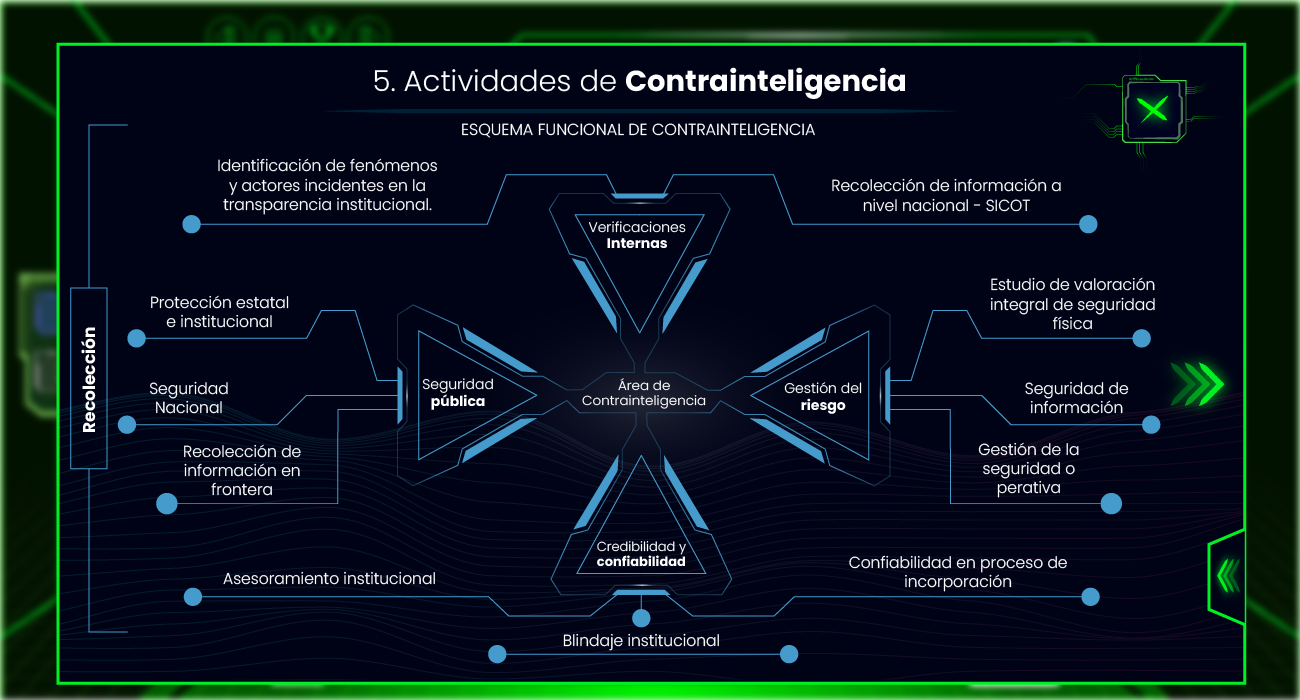 5. Actividades de Contrainteligencia
ESQUEMA FUNCIONAL DE CONTRAINTELIGENCIA
Identificación de fenómenos
y actores incidentes en la
transparencia institucional.
Recolección de información a
nivel nacional - SICOT
Verificaciones
Internas
Protección estatal
e institucional
Estudio de valoración
integral de seguridad
física
Recolección
Seguridad
Nacional
Seguridad
pública
Área de
Contrainteligencia
Gestión del
riesgo
Seguridad de
información
Recolección de
información en
frontera
Gestión de la
seguridad o
perativa
Credibilidad y
confiabilidad
Asesoramiento institucional
Confiabilidad en proceso de
incorporación
Blindaje institucional